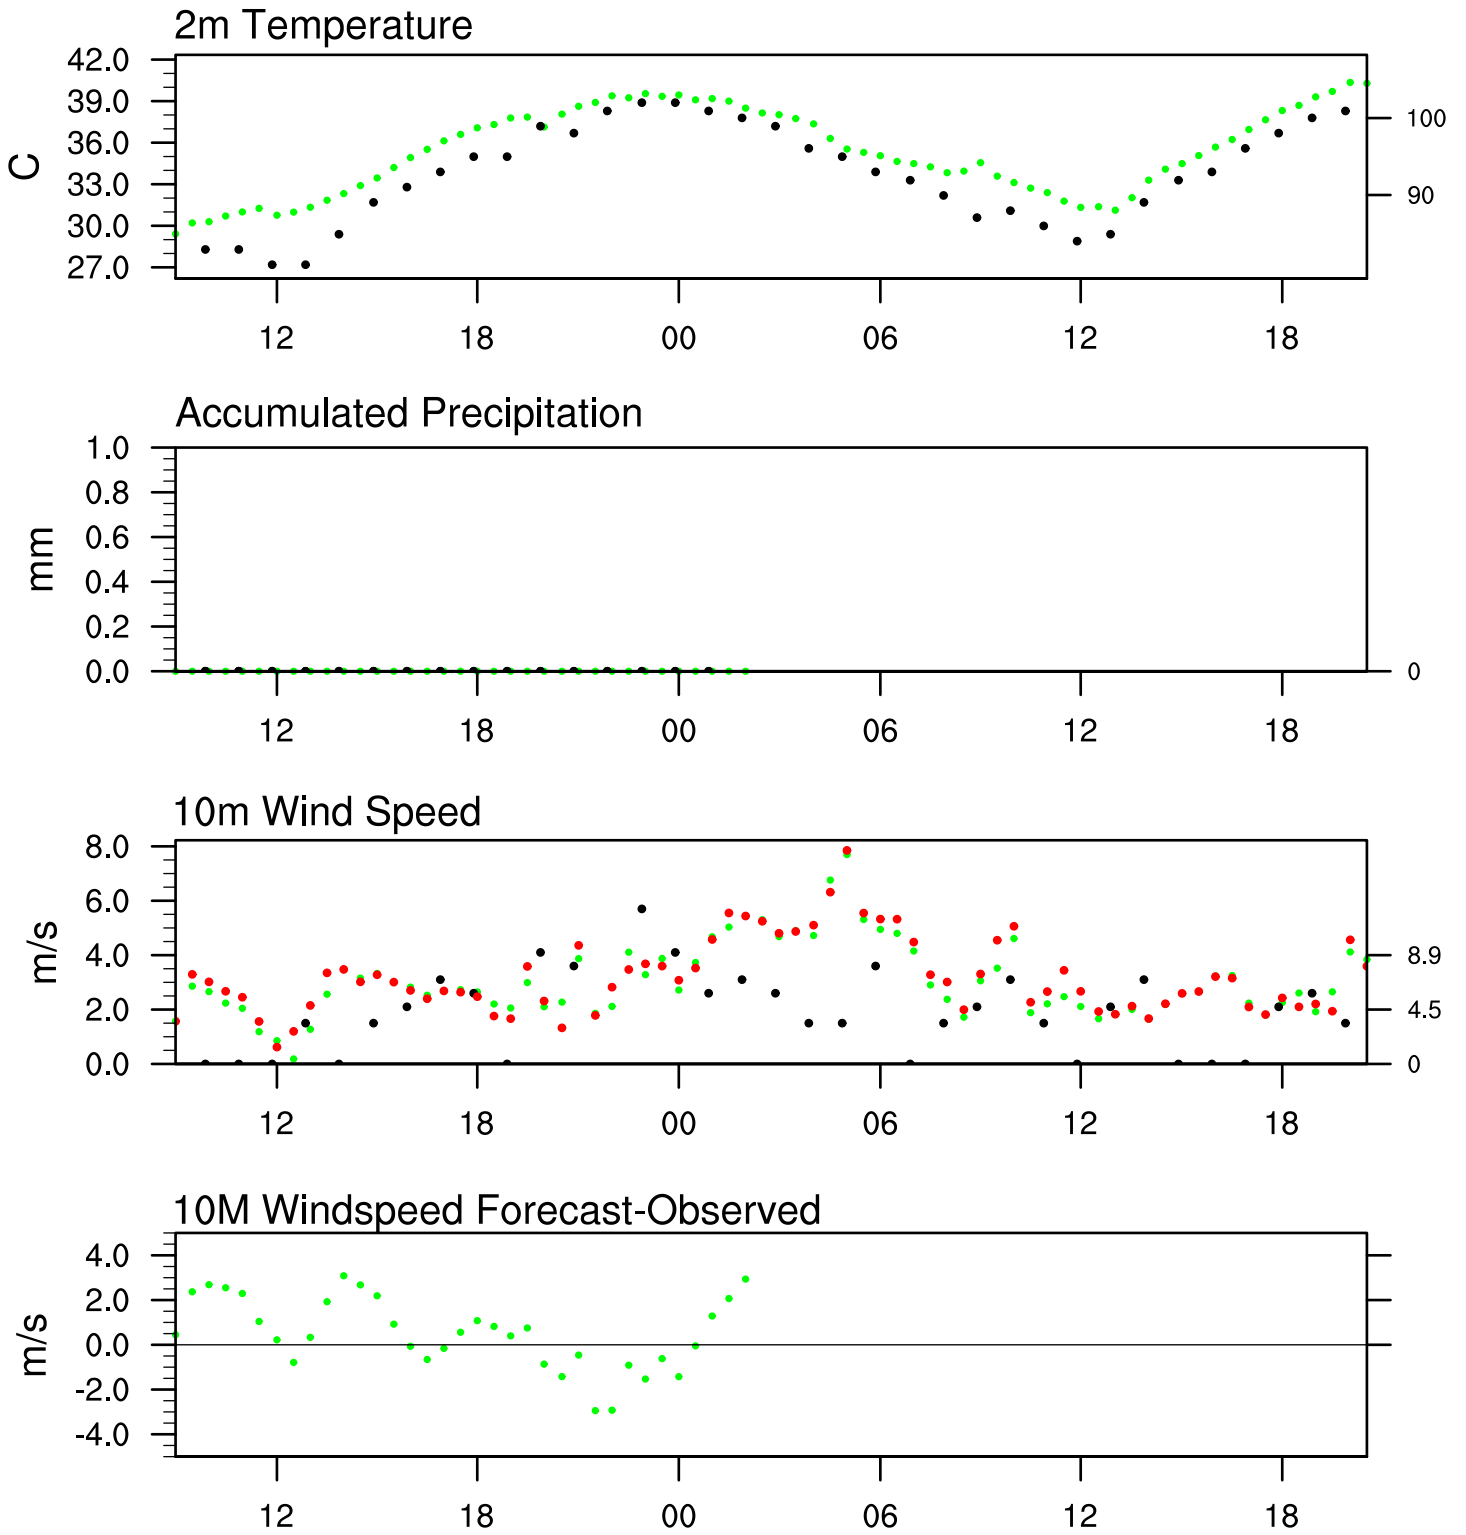 2m Temperature
42.0
39.0
36.0
33.0
30.0
27.0
C
100
90
12 18 00 06 12 18
Accumulated Precipitation
1.0
0.8
0.6
0.4
0.2
0.0
mm
0
12 18 00 06 12 18
10m Wind Speed
8.0
6.0
4.0
2.0
0.0
m/s
8.9
4.5
0
12 18 00 06 12 18
10M Windspeed Forecast-Observed
4.0
2.0
0.0
-2.0
-4.0
m/s
12 18 00 06 12 18